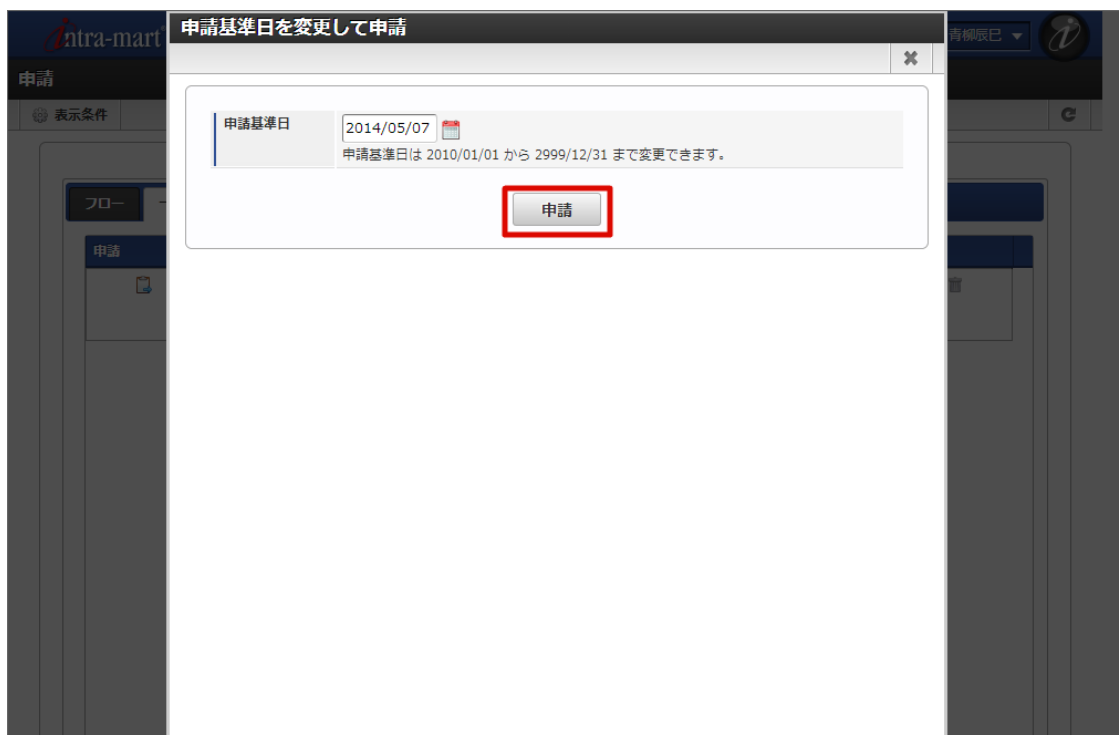 intra-mart
申請基準日を変更して申請
青柳辰巳
申請
表示条件
申請基準日
2014/05/07
申請基準日は 2010/01/01 から 2999/12/31 まで変更できます。
申請
フロー
申請